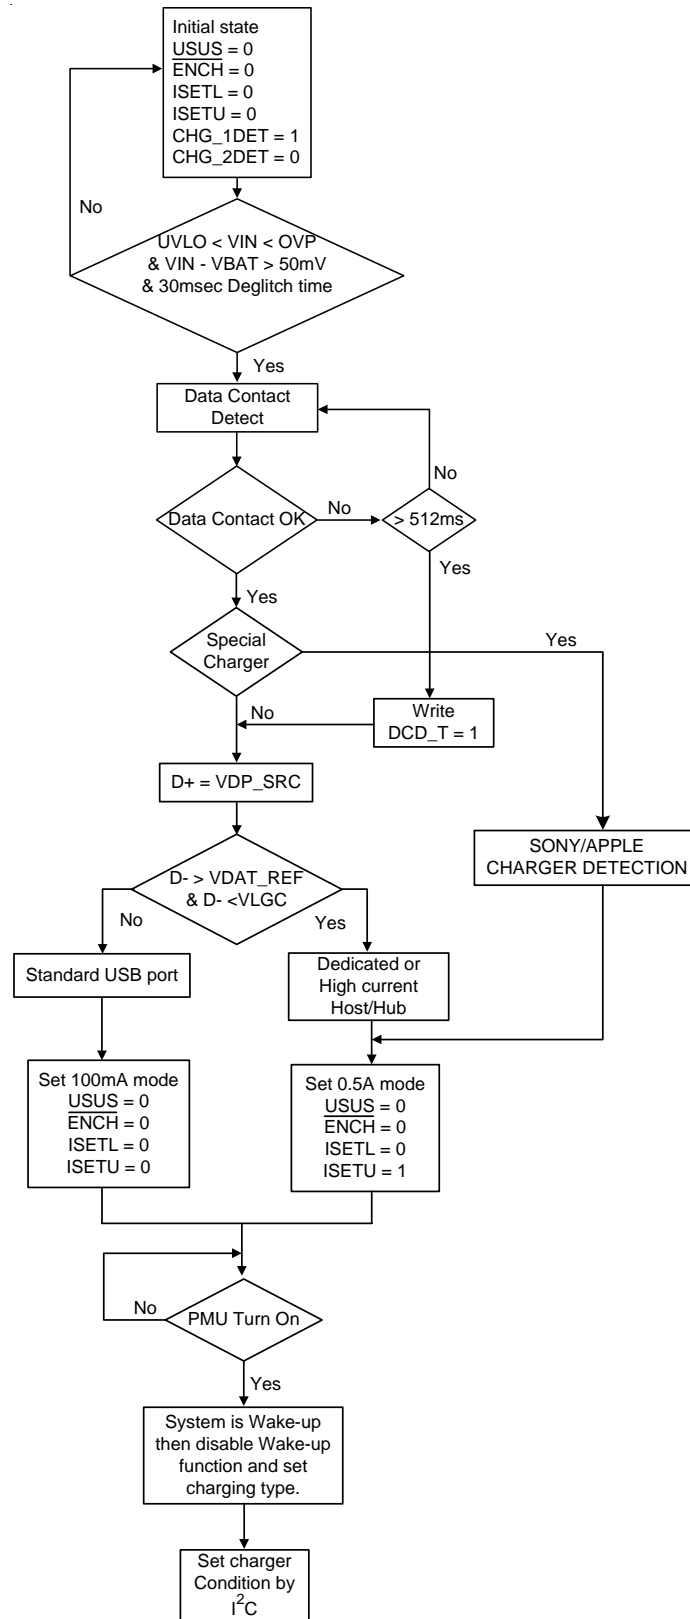 Initial state
USUS = 0
ENCH = 0
ISETL = 0
ISETU = 0
CHG_1DET = 1
CHG_2DET = 0
No
UVLO < VIN < OVP
& VIN - VBAT > 50mV
& 30msec Deglitch time
Yes
Data Contact
Detect
No
Data Contact OK
No
> 512ms
Yes
Yes
Special
Charger
Yes
No
Write
DCD_T = 1
D+ = VDP_SRC
SONY/APPLE
CHARGER DETECTION
D- > VDAT_REF
& D- <VLGC
No
Yes
Standard USB port
Dedicated or
High current
Host/Hub
Set 100mA mode
USUS = 0
ENCH = 0
ISETL = 0
ISETU = 0
Set 0.5A mode
USUS = 0
ENCH = 0
ISETL = 0
ISETU = 1
No
PMU Turn On
Yes
System is Wake-up
then disable Wake-up
function and set
charging type.
Set charger
Condition by
I²C